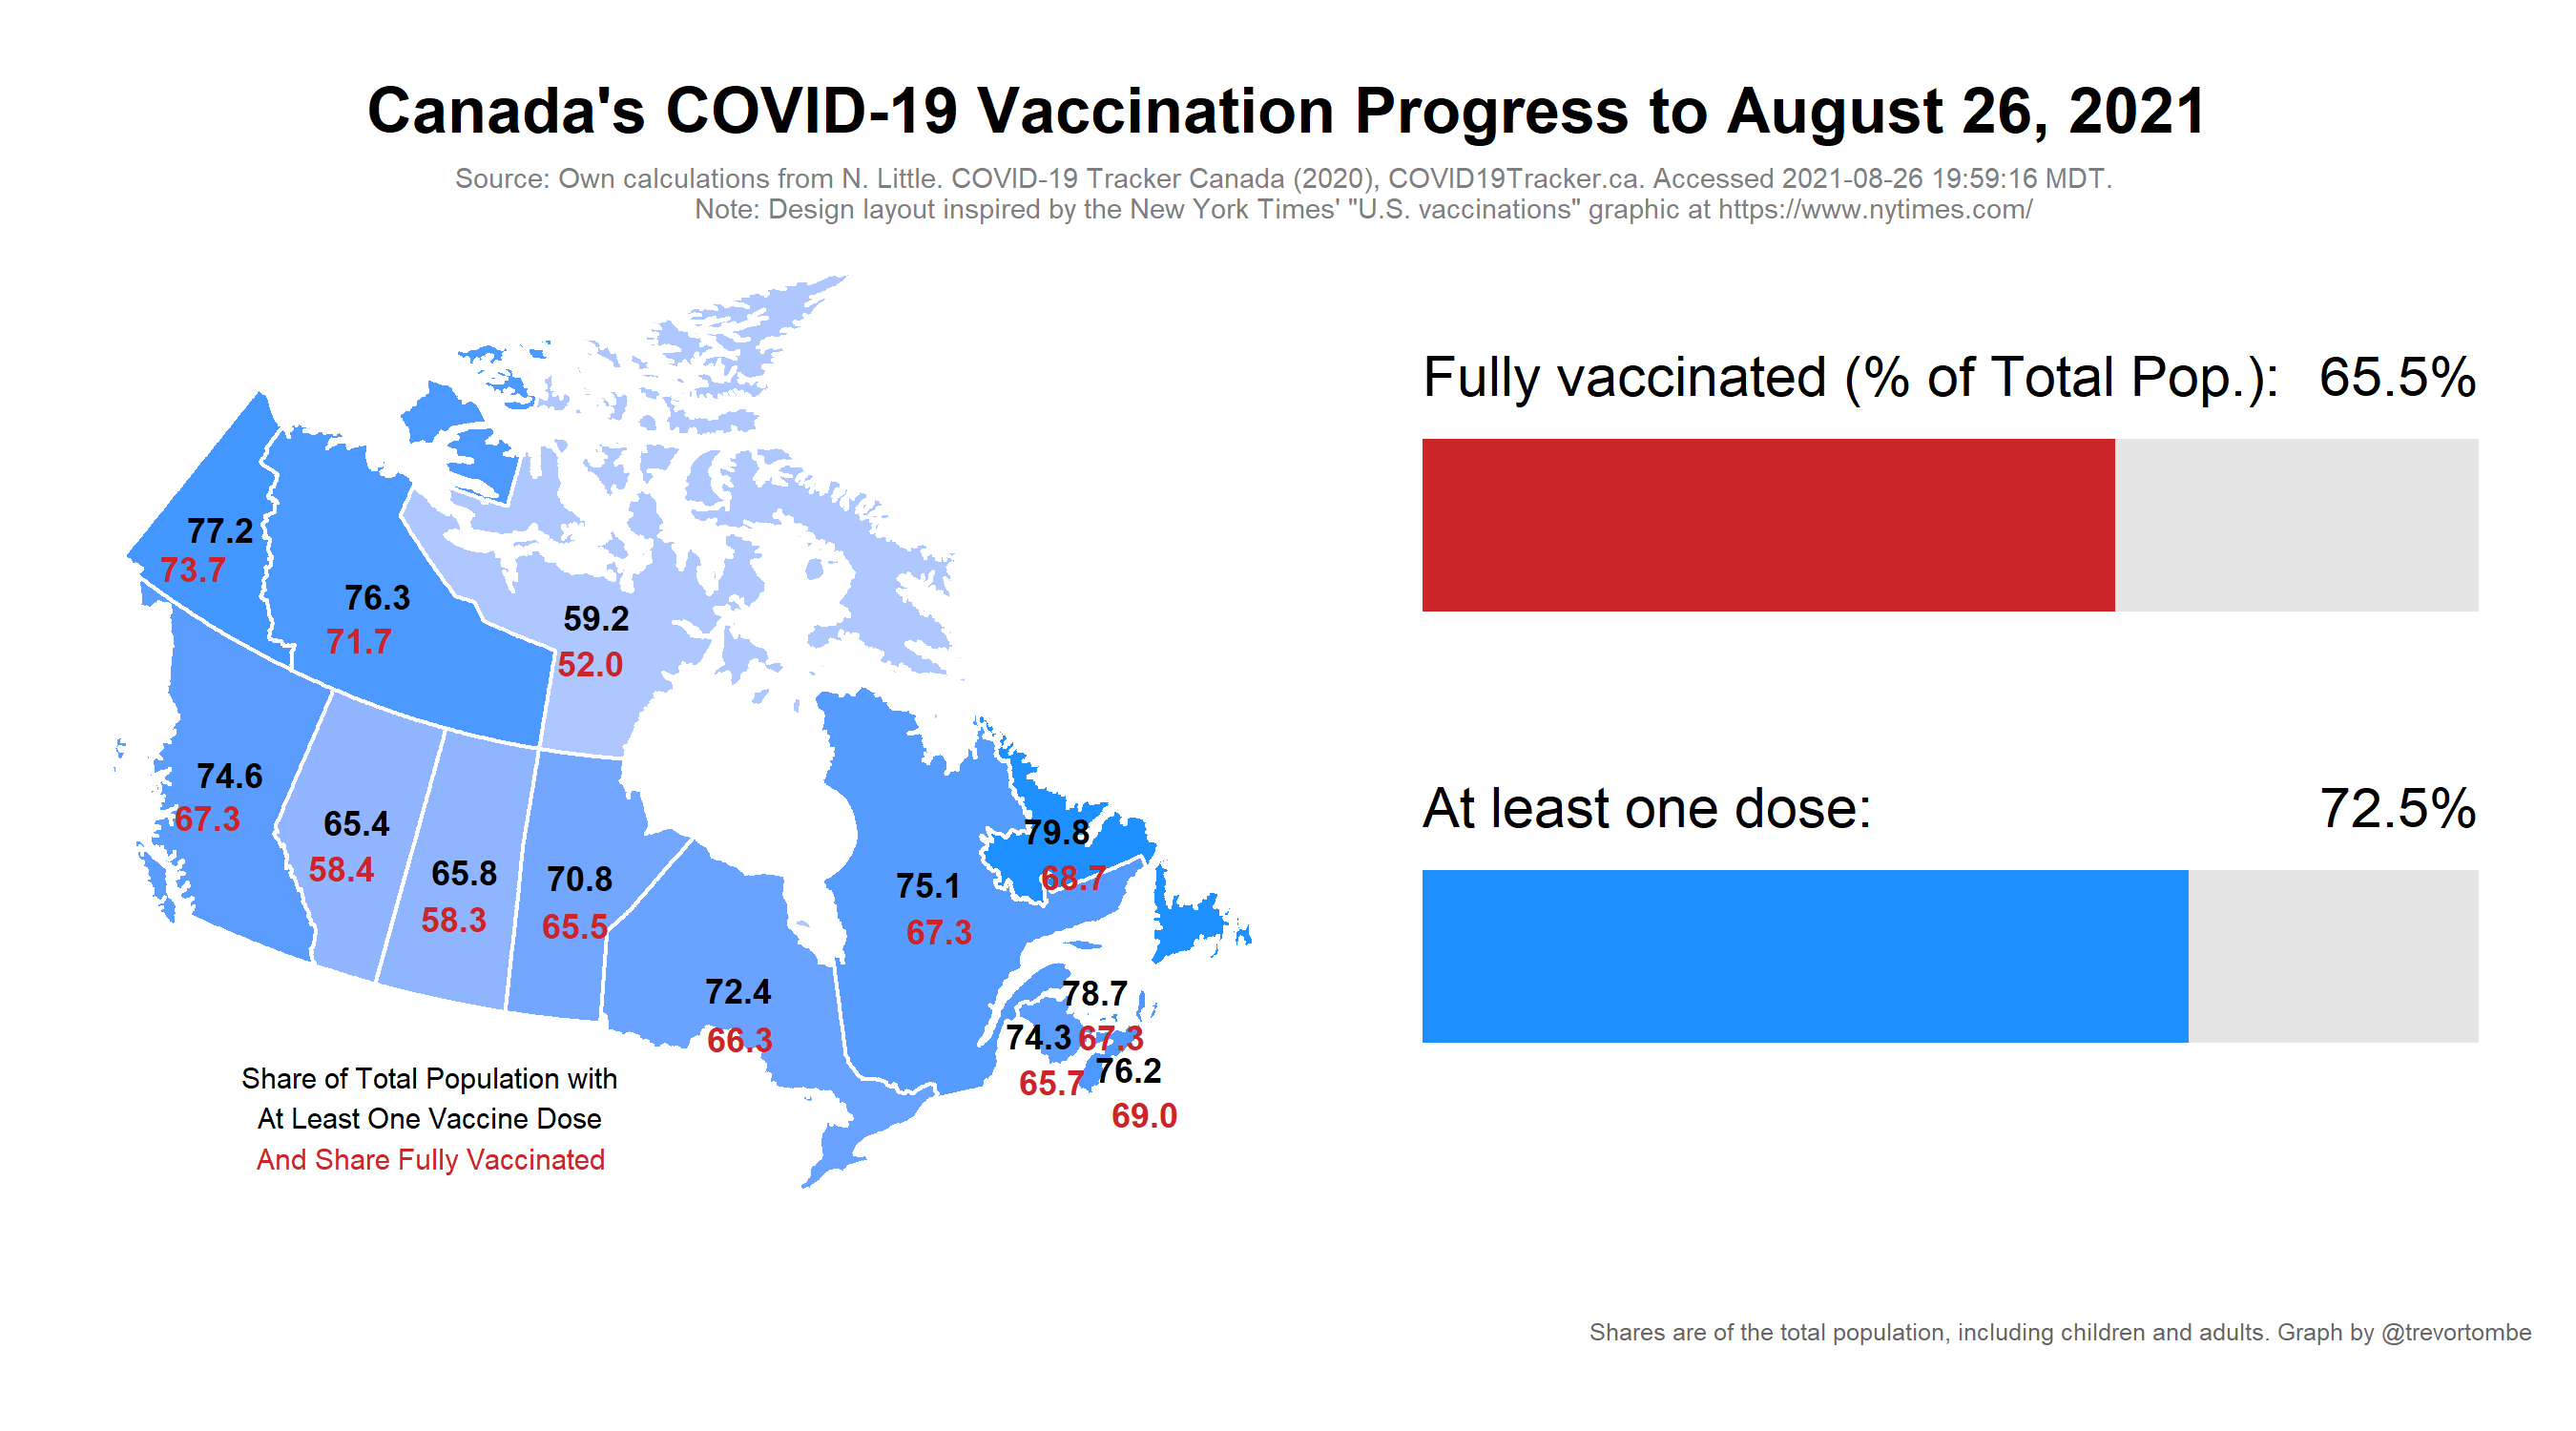 Canada's COVID-19 Vaccination Progress to August 26, 2021
Source: Own calculations from N. Little. COVID-19 Tracker Canada (2020), COVID19Tracker.ca. Accessed 2021-08-26 19:59:16 MDT.
Note: Design layout inspired by the New York Times' "U.S. vaccinations" graphic at https://www.nytimes.com/
77.2
73.7
76.3
71.7
59.2
52.0
74.6
67.3
65.4
58.4
65.8
58.3
70.8
65.5
72.4
66.3
75.1
67.3
79.8
68.7
78.7
67.3
74.3
65.7
76.2
69.0
Share of Total Population with
At Least One Vaccine Dose
And Share Fully Vaccinated
Fully vaccinated (% of Total Pop.): 65.5%
At least one dose: 72.5%
Shares are of the total population, including children and adults. Graph by @trevortombe